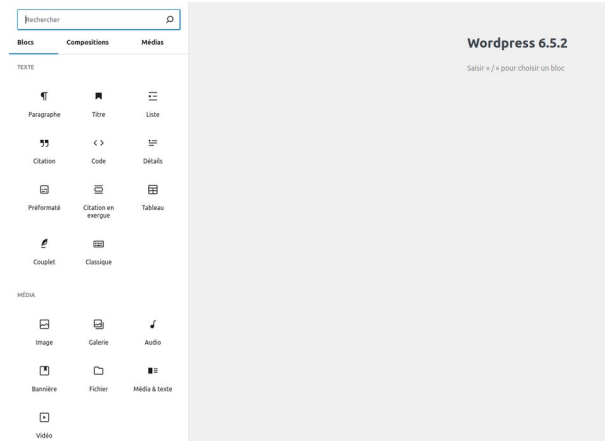 Rechercher
Blocs Compositions Médias
TEXTE
Paragraphe Titre Liste
Citation Code Détails
Préformaté Citation en exergue Tableau
Couplet Classique
MÉDIA
Image Galerie Audio
Bannière Fichier Média & texte
Vidéo
Wordpress 6.5.2
Saisir « / » pour choisir un bloc